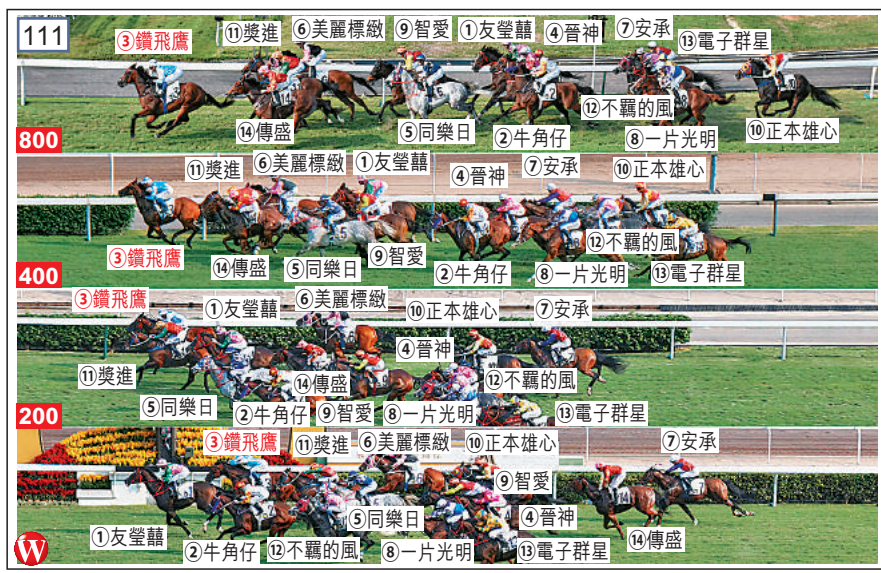 111
③鑽飛鷹 ⑪獎進 ⑥美麗標緻 ⑨智愛 ①友瑩囍 ④晉神 ⑦安承 ⑬電子群星
⑭傳盛 ⑤同樂日 ②牛角仔 ⑫不羈的風 ⑧一片光明 ⑩正本雄心
800
⑪獎進 ⑥美麗標緻 ①友瑩囍 ④晉神 ⑦安承 ⑩正本雄心
③鑽飛鷹 ⑭傳盛 ⑤同樂日 ⑨智愛 ②牛角仔 ⑧一片光明 ⑫不羈的風 ⑬電子群星
400
③鑽飛鷹 ①友瑩囍 ⑥美麗標緻 ⑩正本雄心 ④晉神 ⑦安承
⑪獎進 ⑤同樂日 ②牛角仔 ⑭傳盛 ⑨智愛 ⑧一片光明 ⑫不羈的風 ⑬電子群星
200
③鑽飛鷹 ⑪獎進 ⑥美麗標緻 ⑩正本雄心 ⑨智愛 ⑦安承
①友瑩囍 ②牛角仔 ⑫不羈的風 ⑤同樂日 ⑧一片光明 ④晉神 ⑬電子群星 ⑭傳盛
W